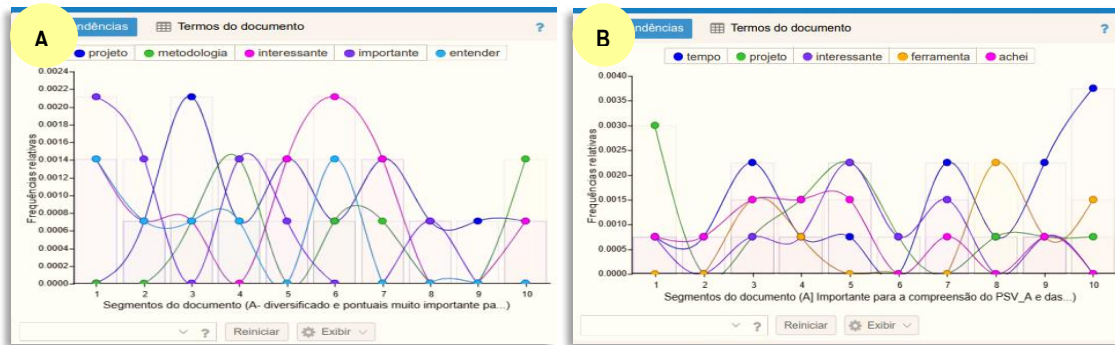 A
ndências
Termos do documento
?
projeto metodologia interessante importante entender
0.0024
0.0022
0.0020
0.0018
0.0016
0.0014
0.0012
0.0010
0.0008
0.0006
0.0004
0.0002
0.0000
Frequências relativas
1 2 3 4 5 6 7 8 9 10
Segmentos do documento (A- diversificado e pontuais muito importante pa...)
? Reiniciar Exibir
B
ndências
Termos do documento
?
tempo projeto interessante ferramenta achei
0.0040
0.0035
0.0030
0.0025
0.0020
0.0015
0.0010
0.0005
0.0000
Frequências relativas
1 2 3 4 5 6 7 8 9 10
Segmentos do documento (A] Importante para a compreensão do PSV_A e das...)
? Reiniciar Exibir